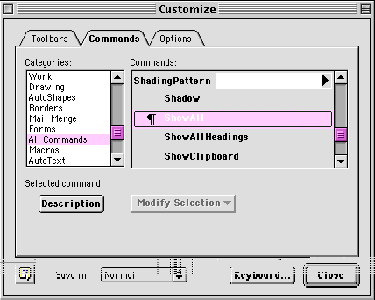 Customize
Toolbars Commands Options
Categories: Commands:
Work
Drawing
AutoShapes
Borders
Mail Merge
Forms
All Commands
Macros
AutoText
ShadingPattern
Shadow
¶ ShowAll
ShowAllHeadings
ShowClipboard
Selected command
Description Modify Selection
Save in Normal Keyboard... Close